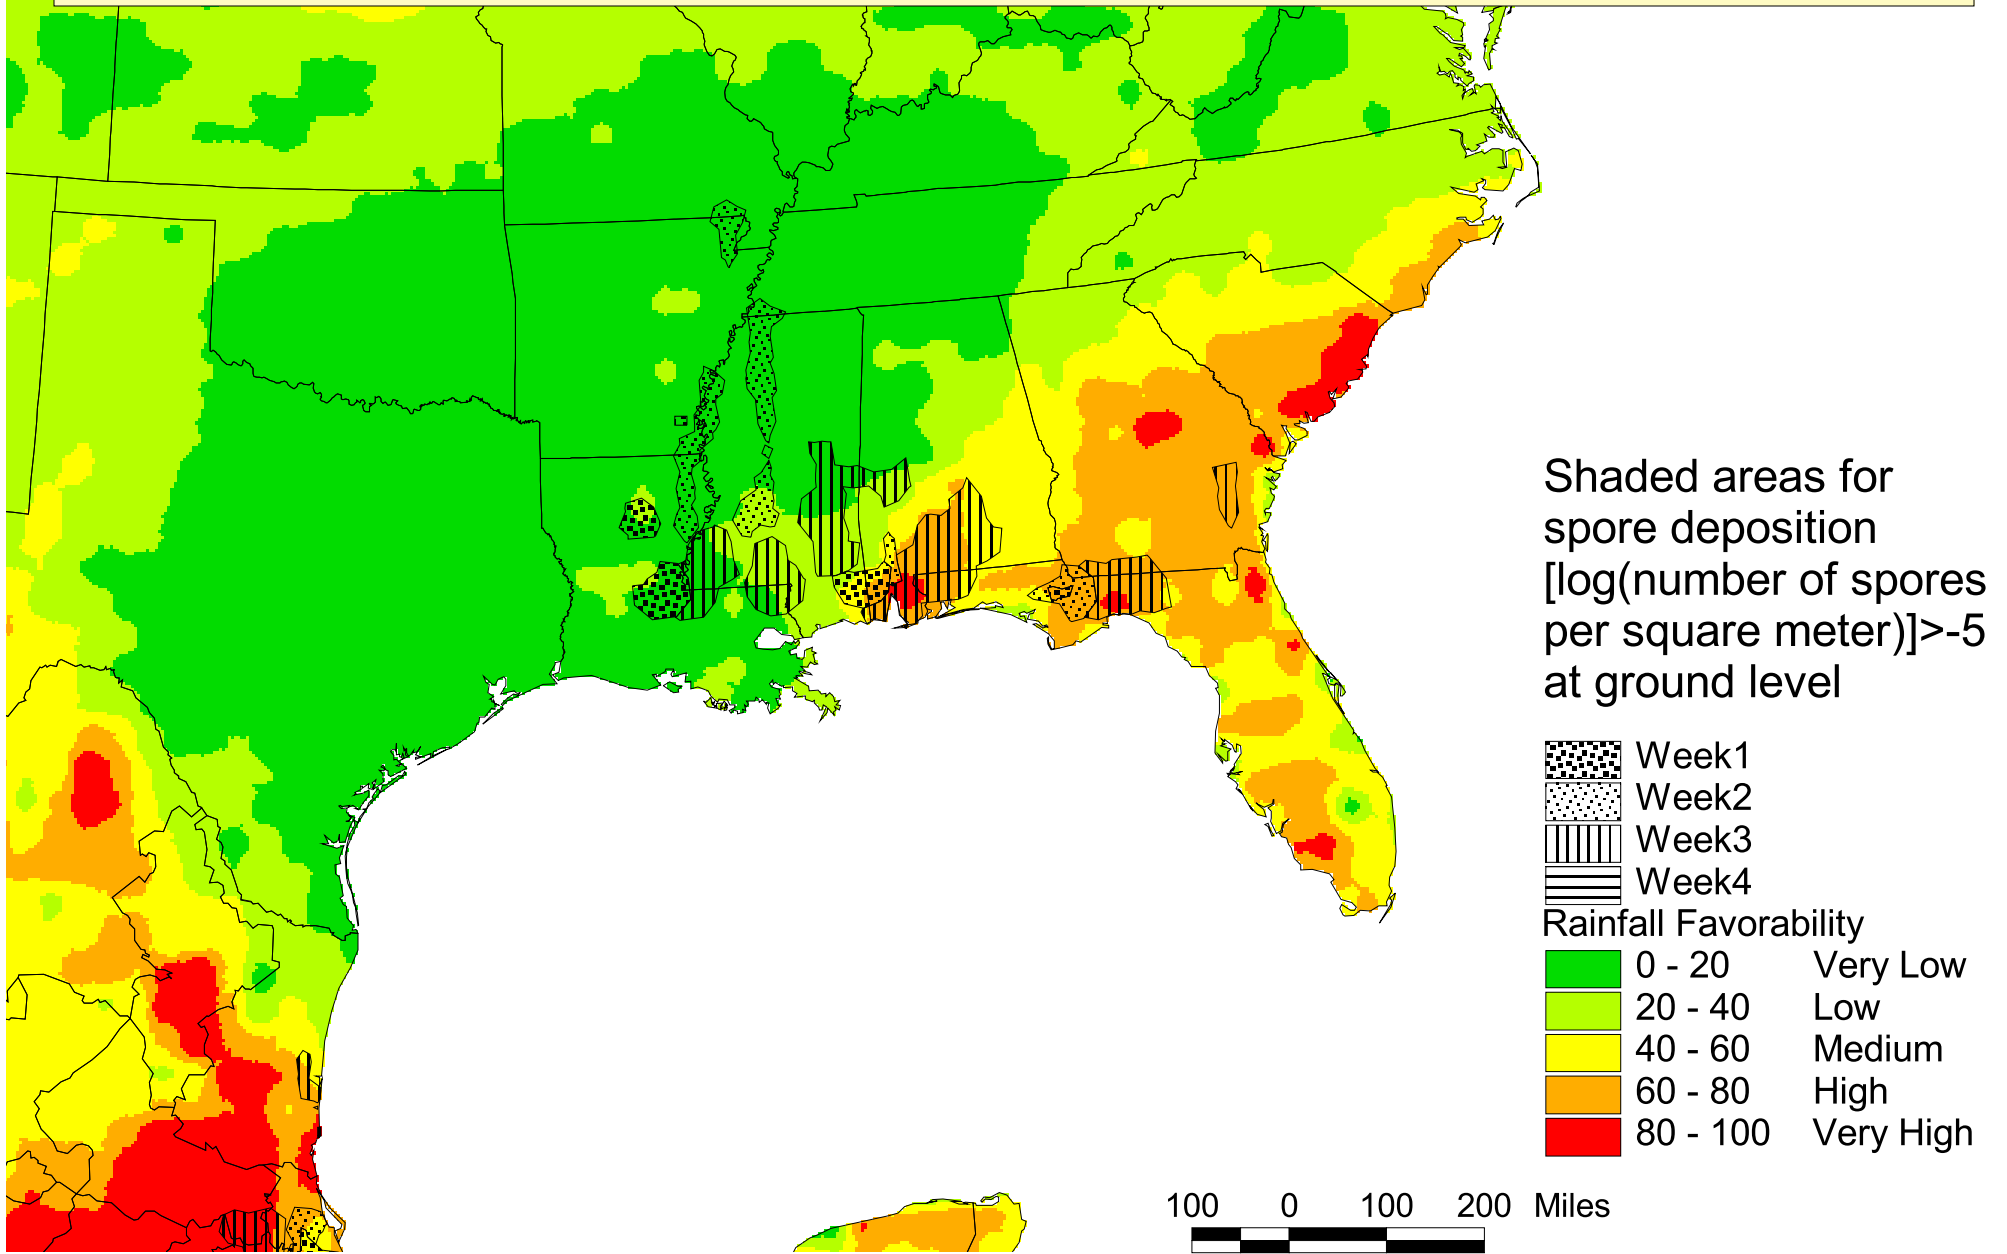 Shaded areas for
spore deposition
[log(number of spores
per square meter)]>-5
at ground level
Week1
Week2
Week3
Week4
Rainfall Favorability
0 - 20 Very Low
20 - 40 Low
40 - 60 Medium
60 - 80 High
80 - 100 Very High
100 0 100 200 Miles